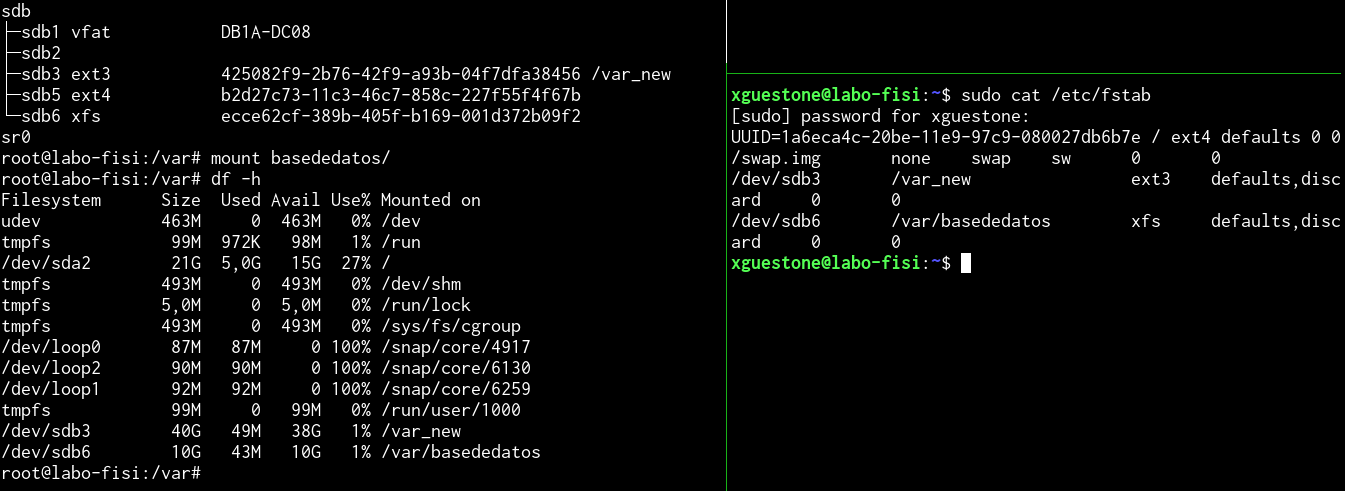 sdb
├─sdb1 vfat           DB1A-DC08
├─sdb2
├─sdb3 ext3           425082f9-2b76-42f9-a93b-04f7dfa38456 /var_new
├─sdb5 ext4           b2d27c73-11c3-46c7-858c-227f55f4f67b
└─sdb6 xfs            ecce62cf-389b-405f-b169-001d372b09f2
sr0
root@labo-fisi:/var# mount basededatos/
root@labo-fisi:/var# df -h
Filesystem      Size  Used Avail Use% Mounted on
udev            463M     0  463M   0% /dev
tmpfs            99M  972K   98M   1% /run
/dev/sda2        21G  5,0G   15G  27% /
tmpfs           493M     0  493M   0% /dev/shm
tmpfs           5,0M     0  5,0M   0% /run/lock
tmpfs           493M     0  493M   0% /sys/fs/cgroup
/dev/loop0       87M   87M     0 100% /snap/core/4917
/dev/loop2       90M   90M     0 100% /snap/core/6130
/dev/loop1       92M   92M     0 100% /snap/core/6259
tmpfs            99M     0   99M   0% /run/user/1000
/dev/sdb3        40G   49M   38G   1% /var_new
/dev/sdb6        10G   43M   10G   1% /var/basededatos
root@labo-fisi:/var#
xguestone@labo-fisi:~$ sudo cat /etc/fstab
[sudo] password for xguestone:
UUID=1a6eca4c-20be-11e9-97c9-080027db6b7e / ext4 defaults 0 0
/swap.img       none    swap    sw      0       0
/dev/sdb3       /var_new                ext3    defaults,disc
ard     0       0
/dev/sdb6       /var/basededatos        xfs     defaults,disc
ard     0       0
xguestone@labo-fisi:~$